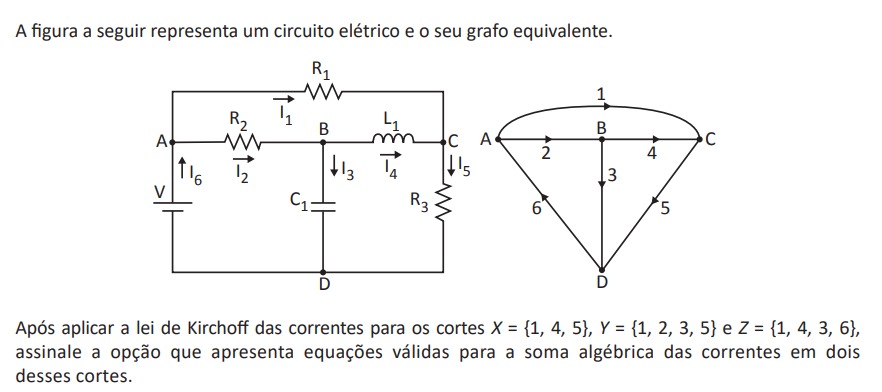 A figura a seguir representa um circuito elétrico e o seu grafo equivalente.
R1
I1
R2
A
B
L1
C
I6
I2
I3
I4
I5
V
C1
R3
D
1
A
B
C
2
4
3
6
5
D
Após aplicar a lei de Kirchoff das correntes para os cortes X = {1, 4, 5}, Y = {1, 2, 3, 5} e Z = {1, 4, 3, 6},
assinale a opção que apresenta equações válidas para a soma algébrica das correntes em dois
desses cortes.